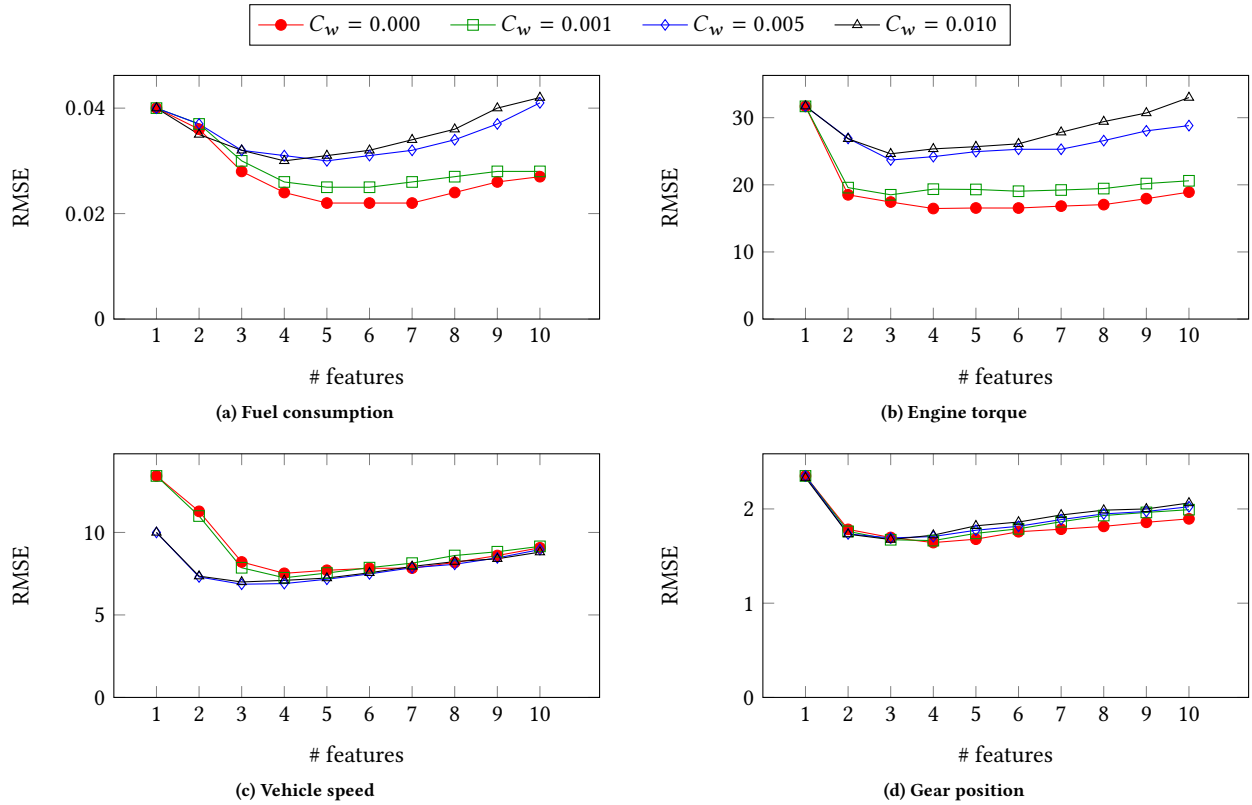 C_w = 0.000 C_w = 0.001 C_w = 0.005 C_w = 0.010
0.04
0.02
0
RMSE
1 2 3 4 5 6 7 8 9 10
# features
(a) Fuel consumption
30
20
10
0
RMSE
1 2 3 4 5 6 7 8 9 10
# features
(b) Engine torque
10
5
0
RMSE
1 2 3 4 5 6 7 8 9 10
# features
(c) Vehicle speed
2
1
0
RMSE
1 2 3 4 5 6 7 8 9 10
# features
(d) Gear position